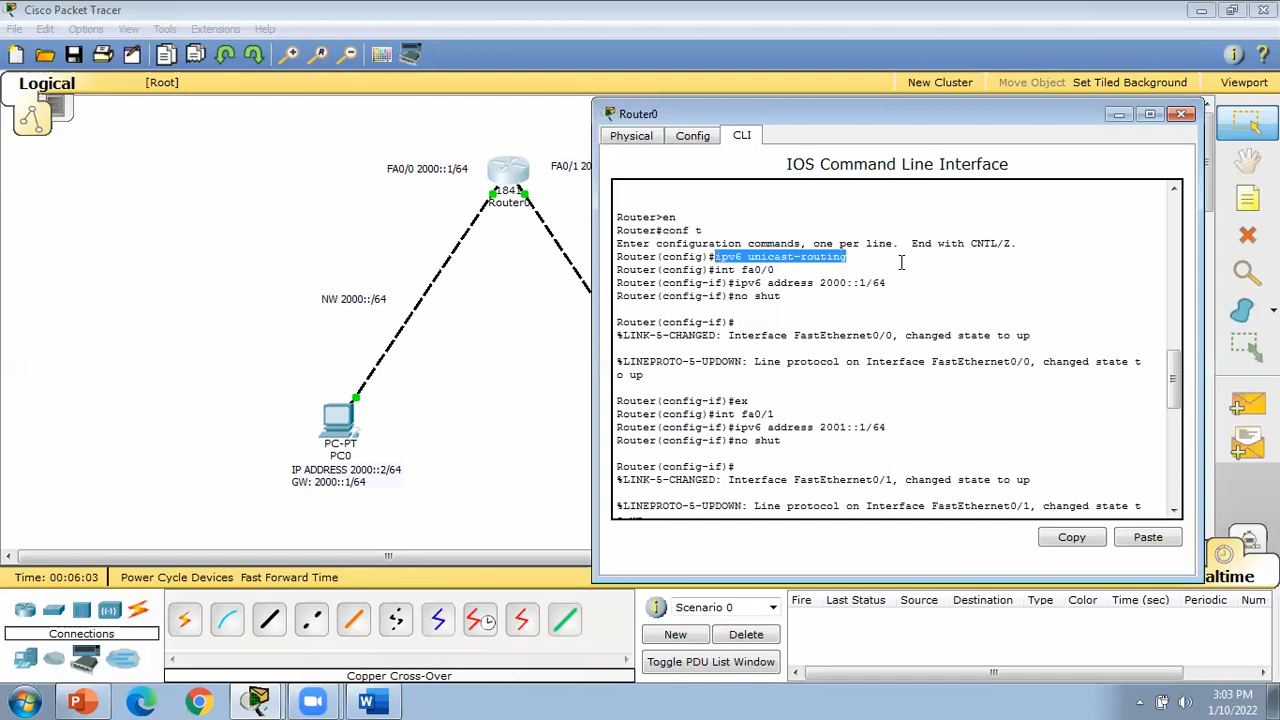 Cisco Packet Tracer
File Edit Options View Tools Extensions Help
Logical
[Root]
New Cluster
Move Object
Set Tiled Background
Viewport
FA0/0 2000::1/64
FA0/1 20
1841
Router0
NW 2000::/64
PC-PT
PC0
IP ADDRESS 2000::2/64
GW: 2000::1/64
Router0
Physical Config CLI
IOS Command Line Interface
Router>en
Router#conf t
Enter configuration commands, one per line.  End with CNTL/Z.
Router(config)#ipv6 unicast-routing
Router(config)#int fa0/0
Router(config-if)#ipv6 address 2000::1/64
Router(config-if)#no shut
Router(config-if)#
%LINK-5-CHANGED: Interface FastEthernet0/0, changed state to up
%LINEPROTO-5-UPDOWN: Line protocol on Interface FastEthernet0/0, changed state t
o up
Router(config-if)#ex
Router(config)#int fa0/1
Router(config-if)#ipv6 address 2001::1/64
Router(config-if)#no shut
Router(config-if)#
%LINK-5-CHANGED: Interface FastEthernet0/1, changed state to up
%LINEPROTO-5-UPDOWN: Line protocol on Interface FastEthernet0/1, changed state t
Copy
Paste
Time: 00:06:03
Power Cycle Devices Fast Forward Time
altime
Connections
Copper Cross-Over
Scenario 0
New
Delete
Toggle PDU List Window
Fire Last Status Source Destination Type Color Time (sec) Periodic Num
3:03 PM
1/10/2022